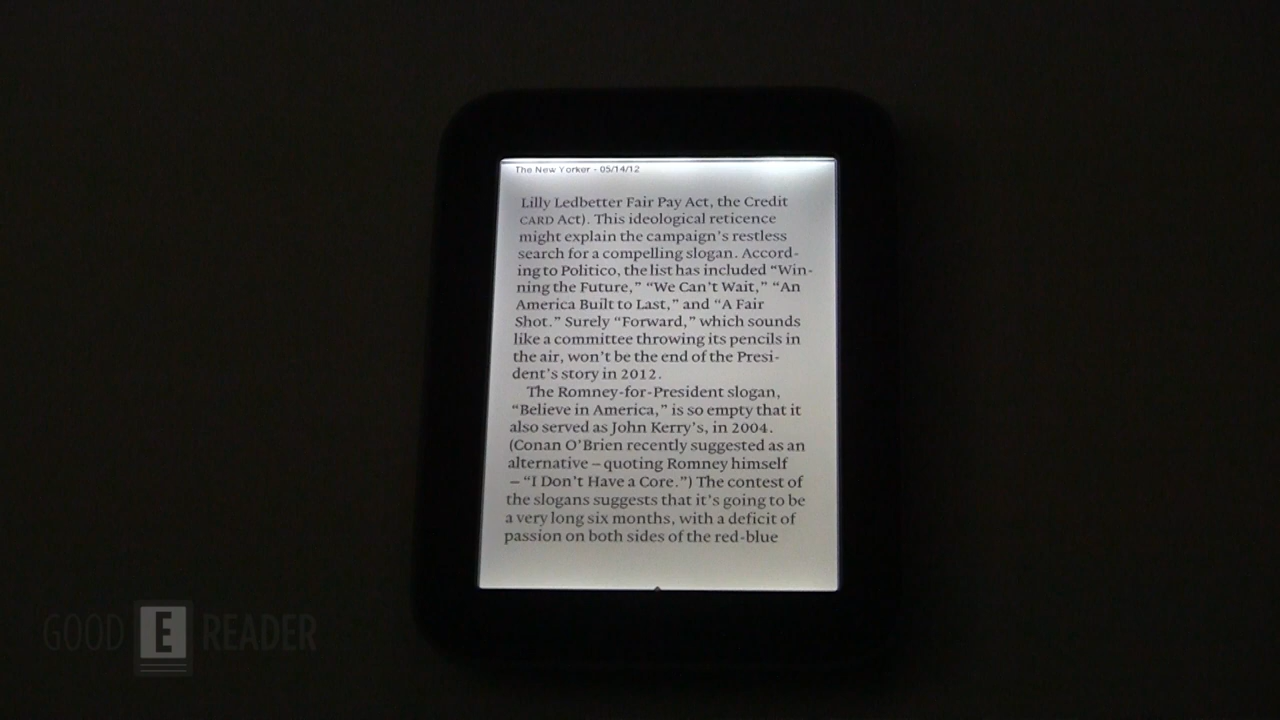 The New Yorker - 05/14/12
Lilly Ledbetter Fair Pay Act, the Credit
CARD Act). This ideological reticence
might explain the campaign's restless
search for a compelling slogan. Accord-
ing to Politico, the list has included “Win-
ning the Future,” “We Can't Wait,” “An
America Built to Last,” and “A Fair
Shot.” Surely “Forward,” which sounds
like a committee throwing its pencils in
the air, won't be the end of the Presi-
dent's story in 2012.
The Romney-for-President slogan,
“Believe in America,” is so empty that it
also served as John Kerry's, in 2004.
(Conan O'Brien recently suggested as an
alternative – quoting Romney himself
– “I Don't Have a Core.”) The contest of
the slogans suggests that it's going to be
a very long six months, with a deficit of
passion on both sides of the red-blue
GOOD E READER